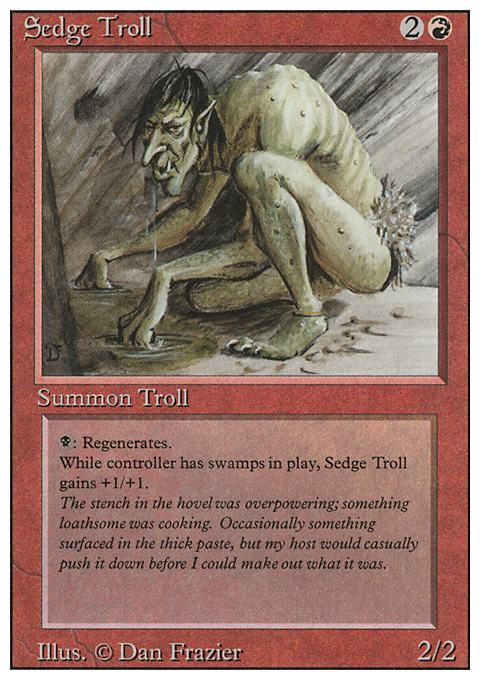 Sedge Troll 2
Summon Troll
: Regenerates.
While controller has swamps in play, Sedge Troll
gains +1/+1.
The stench in the hovel was overpowering; something
loathsome was cooking. Occasionally something
surfaced in the thick paste, but my host would casually
push it down before I could make out what it was.
Illus. © Dan Frazier 2/2
DF